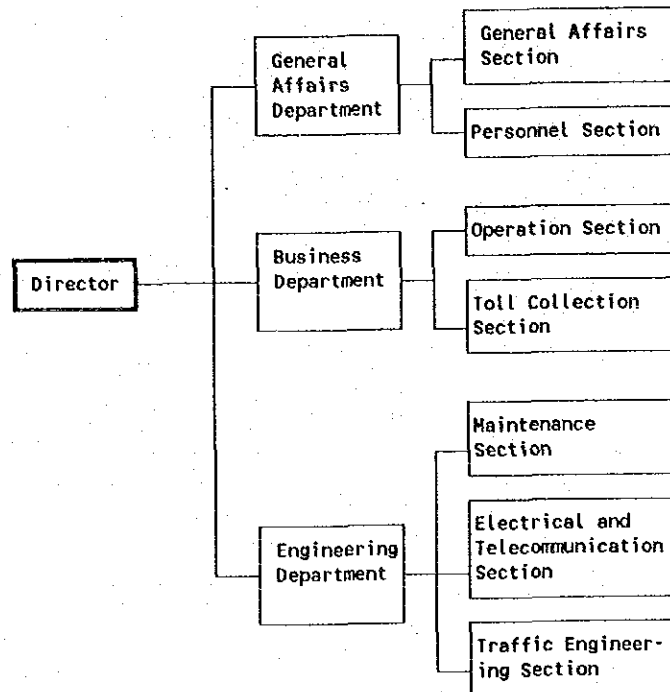 General Affairs
Section
General
Affairs
Department
Personnel Section
Operation Section
Business
Department
Director
Toll Collection
Section
Maintenance
Section
Electrical and
Telecommunication
Section
Engineering
Department
Traffic Engineer-
ing Section